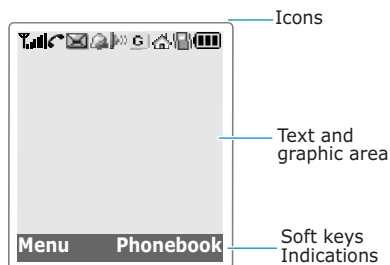 Icons
G
Text and
graphic area
Menu Phonebook
Soft keys
Indications